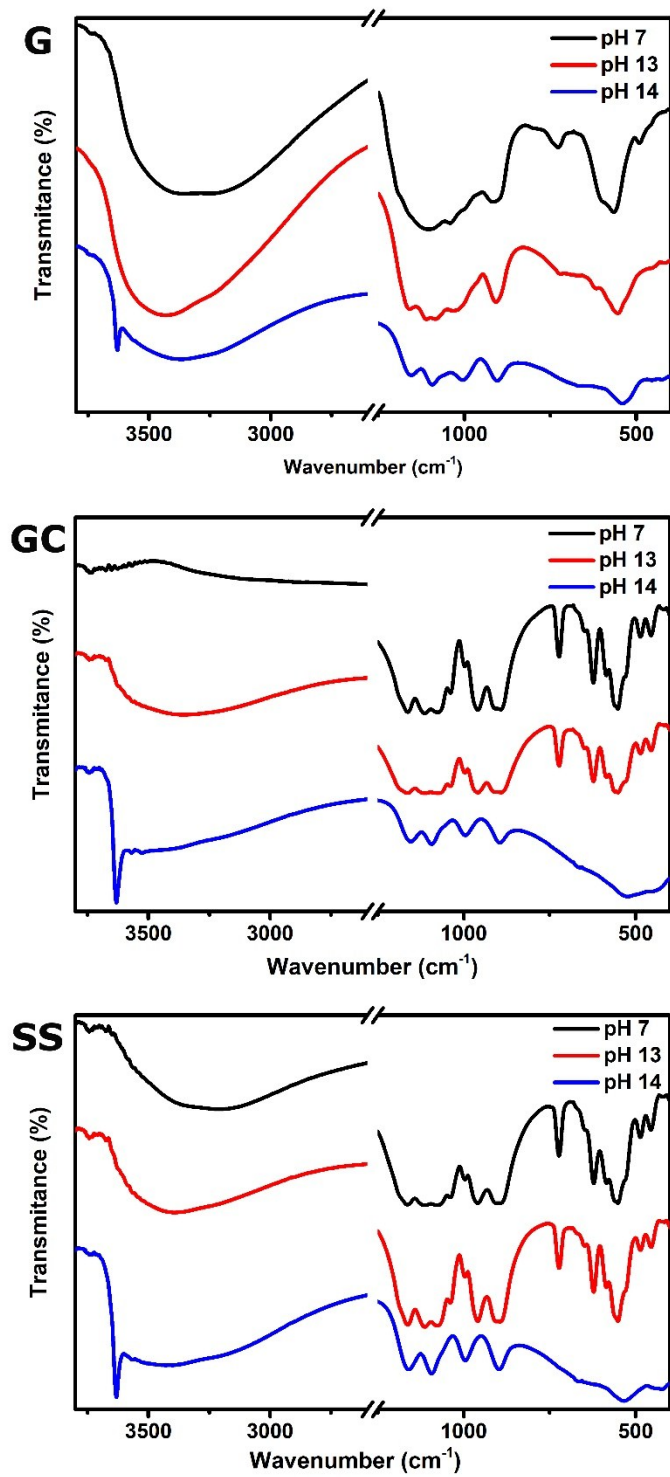 G
pH 7
pH 13
pH 14
Transmitance (%)
3500 3000 1000 500
Wavenumber (cm⁻¹)
GC
pH 7
pH 13
pH 14
Transmitance (%)
3500 3000 1000 500
Wavenumber (cm⁻¹)
SS
pH 7
pH 13
pH 14
Transmitance (%)
3500 3000 1000 500
Wavenumber (cm⁻¹)